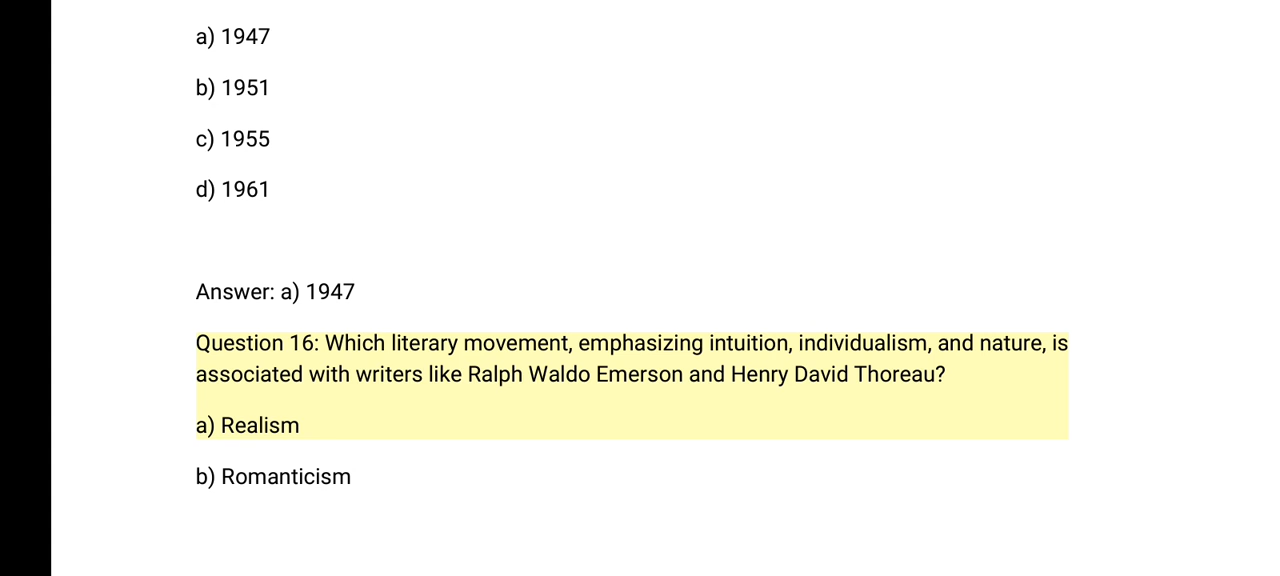 a) 1947
b) 1951
c) 1955
d) 1961
Answer: a) 1947
Question 16: Which literary movement, emphasizing intuition, individualism, and nature, is
associated with writers like Ralph Waldo Emerson and Henry David Thoreau?
a) Realism
b) Romanticism